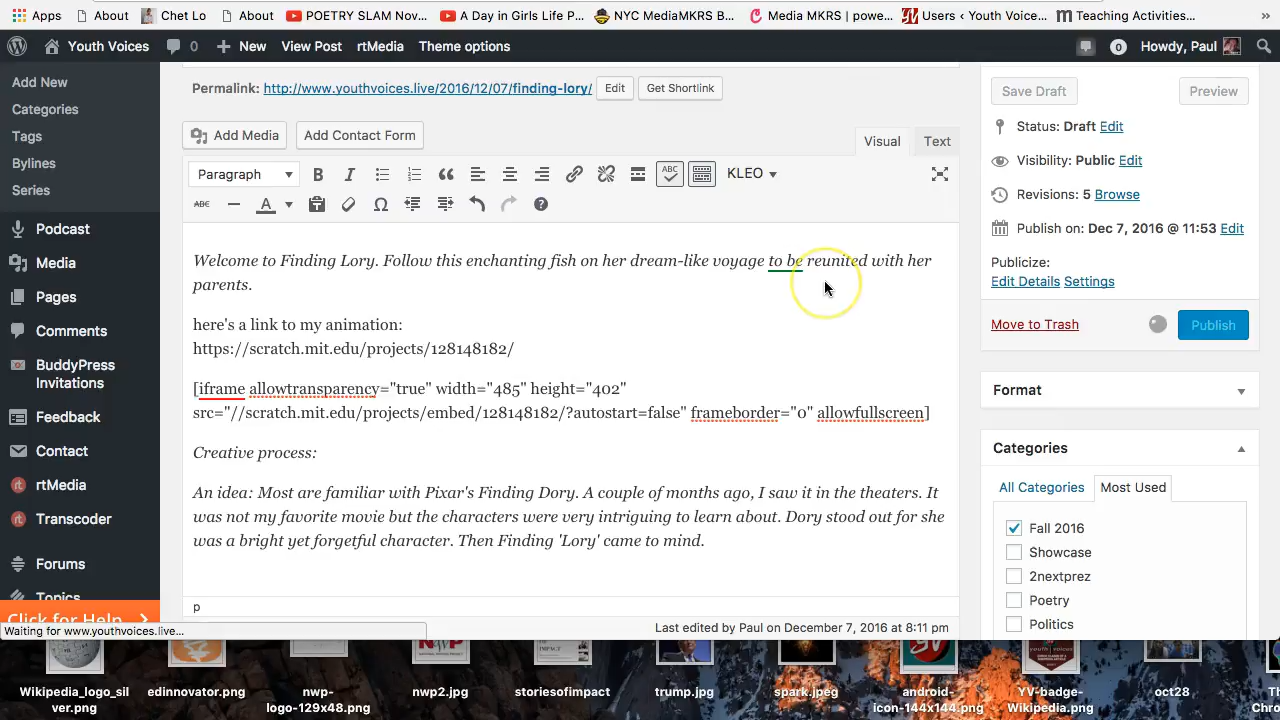 Apps About Chet Lo About POETRY SLAM Nov... A Day in Girls Life P... NYC MediaMKRS B... Media MKRS | powe... Users ‹ Youth Voice... Teaching Activities... »
Youth Voices 0 + New View Post rtMedia Theme options 0 Howdy, Paul
Add New
Categories
Tags
Bylines
Series
Podcast
Media
Pages
Comments
BuddyPress
Invitations
Feedback
Contact
rtMedia
Transcoder
Forums
Topics
Click for Help
Waiting for www.youthvoices.live...
Permalink: http://www.youthvoices.live/2016/12/07/finding-lory/ Edit Get Shortlink
Add Media Add Contact Form
Visual Text
Paragraph B I ABC KLEO
ABC A
Welcome to Finding Lory. Follow this enchanting fish on her dream-like voyage to be reunited with her
parents.
here's a link to my animation:
https://scratch.mit.edu/projects/128148182/
[iframe allowtransparency="true" width="485" height="402"
src="//scratch.mit.edu/projects/embed/128148182/?autostart=false" frameborder="0" allowfullscreen]
Creative process:
An idea: Most are familiar with Pixar's Finding Dory. A couple of months ago, I saw it in the theaters. It
was not my favorite movie but the characters were very intriguing to learn about. Dory stood out for she
was a bright yet forgetful character. Then Finding 'Lory' came to mind.
p
Last edited by Paul on December 7, 2016 at 8:11 pm
Save Draft Preview
Status: Draft Edit
Visibility: Public Edit
Revisions: 5 Browse
Publish on: Dec 7, 2016 @ 11:53 Edit
Publicize:
Edit Details Settings
Move to Trash Publish
Format
Categories
All Categories Most Used
Fall 2016
Showcase
2nextprez
Poetry
Politics
Wikipedia_logo_sil
ver.png
edinnovator.png
nwp-
logo-129x48.png
nwp2.jpg
storiesofimpact
trump.jpg
spark.jpeg
android-
icon-144x144.png
YV-badge-
Wikipedia.png
oct28